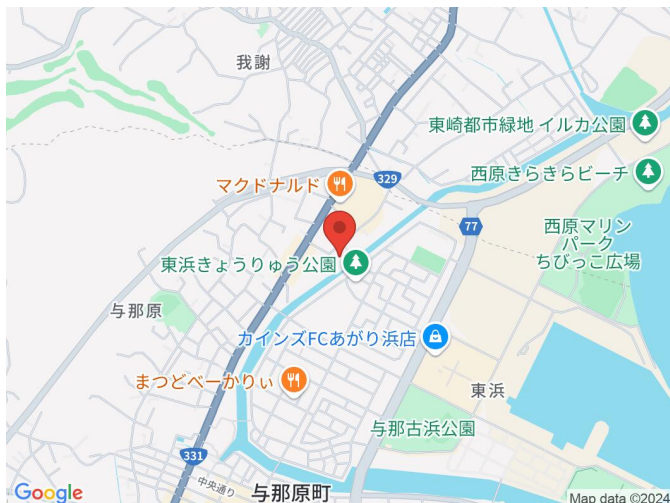 我謝
東崎都市緑地 イルカ公園
マクドナルド
329
西原きらきらビーチ
77
西原マリン
パーク
ちびっこ広場
東浜きょうりゅう公園
与那原
カインズFCあがり浜店
まつどべーかりぃ
東浜
与那古浜公園
331
中央通り
与那原町
Google
Map data ©2024